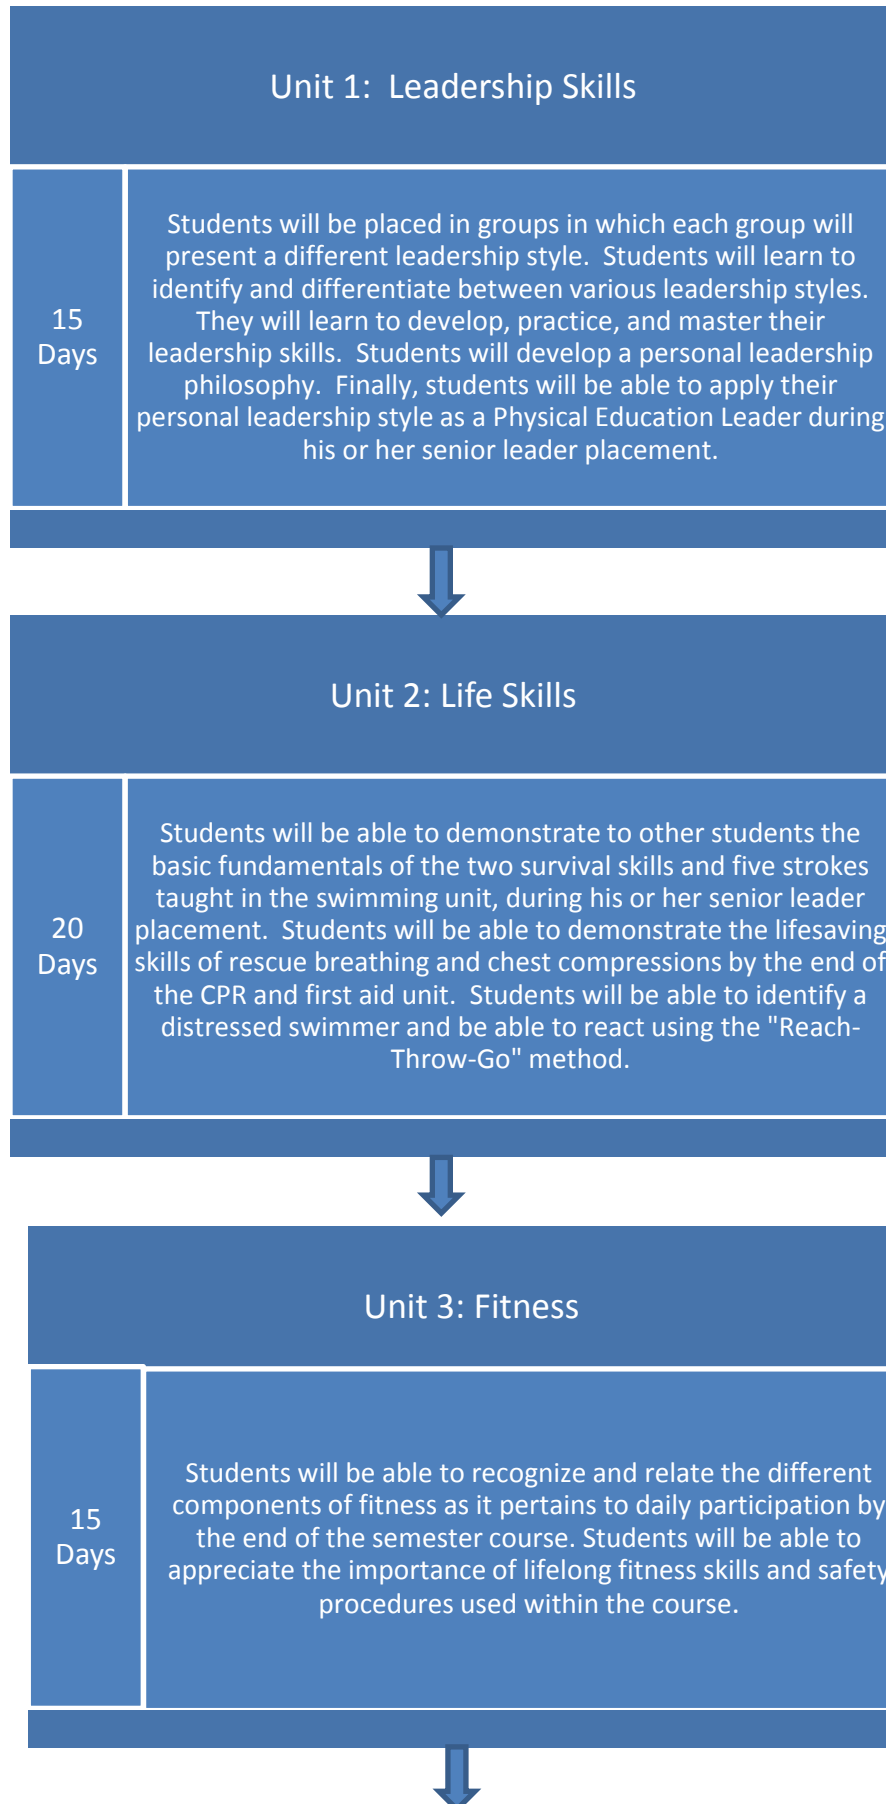 Unit 1:  Leadership Skills
15
Days
Students will be placed in groups in which each group will
present a different leadership style.  Students will learn to
identify and differentiate between various leadership styles.
They will learn to develop, practice, and master their
leadership skills.  Students will develop a personal leadership
philosophy.  Finally, students will be able to apply their
personal leadership style as a Physical Education Leader during
his or her senior leader placement.
Unit 2: Life Skills
20
Days
Students will be able to demonstrate to other students the
basic fundamentals of the two survival skills and five strokes
taught in the swimming unit, during his or her senior leader
placement.  Students will be able to demonstrate the lifesaving
skills of rescue breathing and chest compressions by the end of
the CPR and first aid unit.  Students will be able to identify a
distressed swimmer and be able to react using the "Reach-
Throw-Go" method.
Unit 3: Fitness
15
Days
Students will be able to recognize and relate the different
components of fitness as it pertains to daily participation by
the end of the semester course. Students will be able to
appreciate the importance of lifelong fitness skills and safety
procedures used within the course.